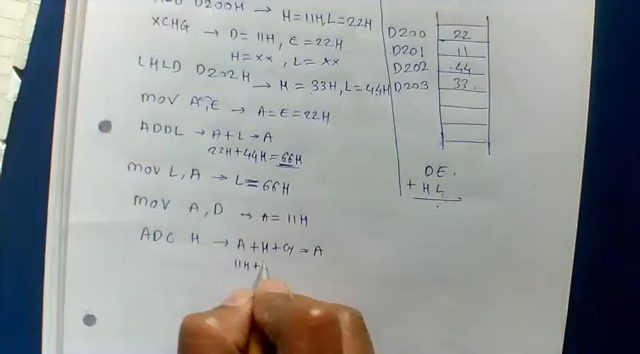 D200H → H=11H, L=22H
XCHG → D=11H, E=22H
H=xx, L=xx
LHLD D202H → H=33H, L=44H
MOV A,E → A=E=22H
ADDL → A+L→A
22H+44H=66H
MOV L,A → L=66H
MOV A,D → A=11H
ADC H → A+H+Cy→A
11H+
D200 22
D201 11
D202 44
D203 33
DE
+ HL